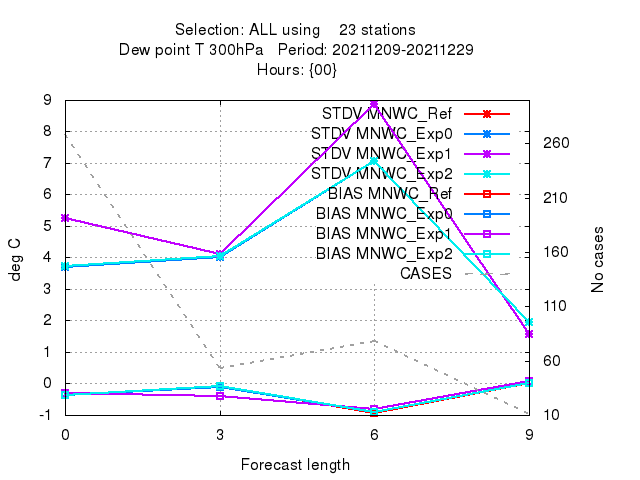 Selection: ALL using    23 stations
Dew point T 300hPa   Period: 20211209-20211229
Hours: {00}
STDV MNWC_Ref
STDV MNWC_Exp0
STDV MNWC_Exp1
STDV MNWC_Exp2
BIAS MNWC_Ref
BIAS MNWC_Exp0
BIAS MNWC_Exp1
BIAS MNWC_Exp2
CASES
deg C
9
8
7
6
5
4
3
2
1
0
-1
0 3 6 9
Forecast length
260
210
160
110
60
10
No cases